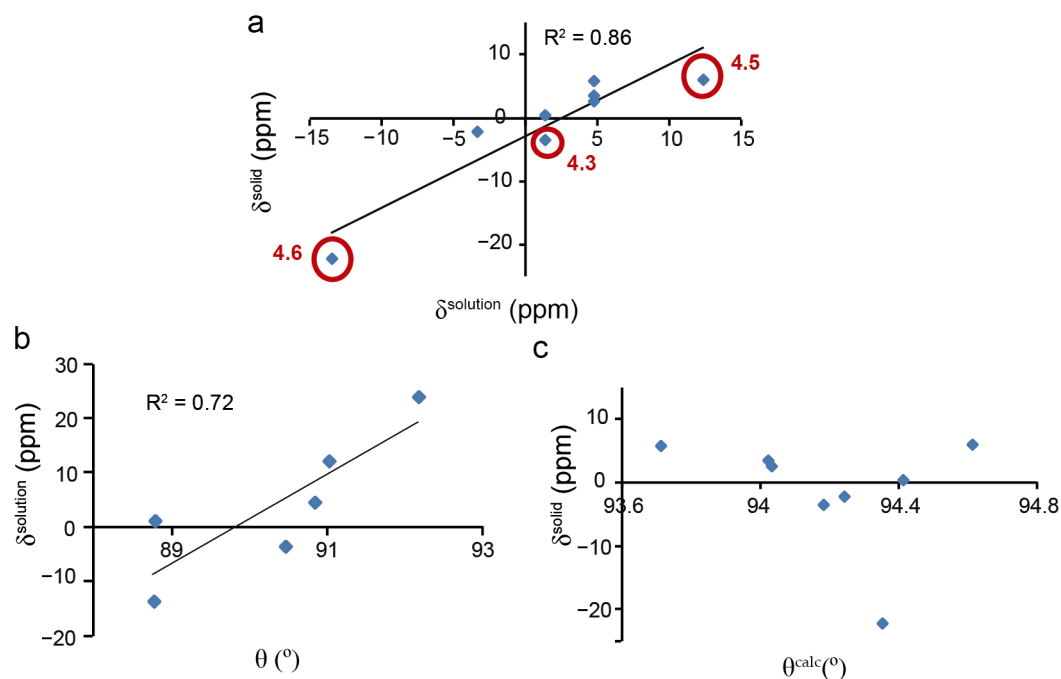 a
R² = 0.86
δsolid (ppm)
10
0
−10
−20
−15
−10
−5
5
10
15
4.5
4.3
4.6
δsolution (ppm)
b
R² = 0.72
δsolution (ppm)
30
20
10
0
−10
−20
89
91
93
θ (º)
c
δsolid (ppm)
10
0
−10
−20
93.6
94
94.4
94.8
θcalc(º)